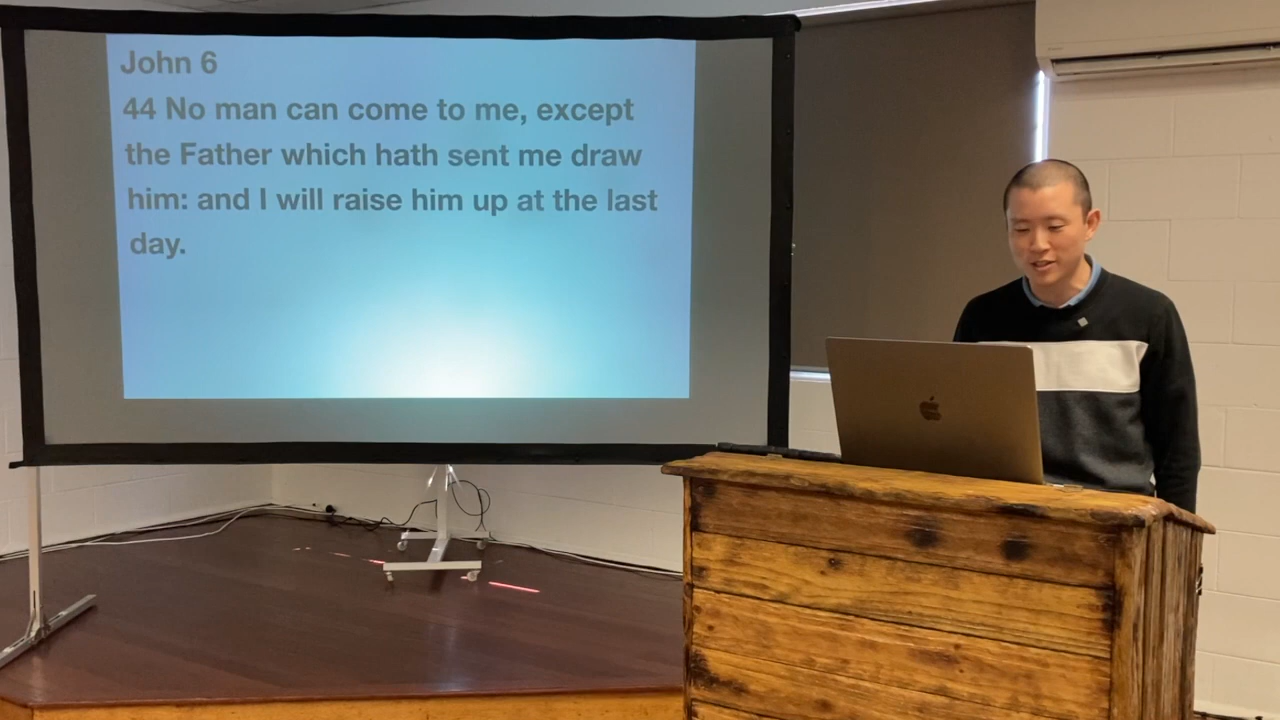 John 6
44 No man can come to me, except
the Father which hath sent me draw
him: and I will raise him up at the last
day.